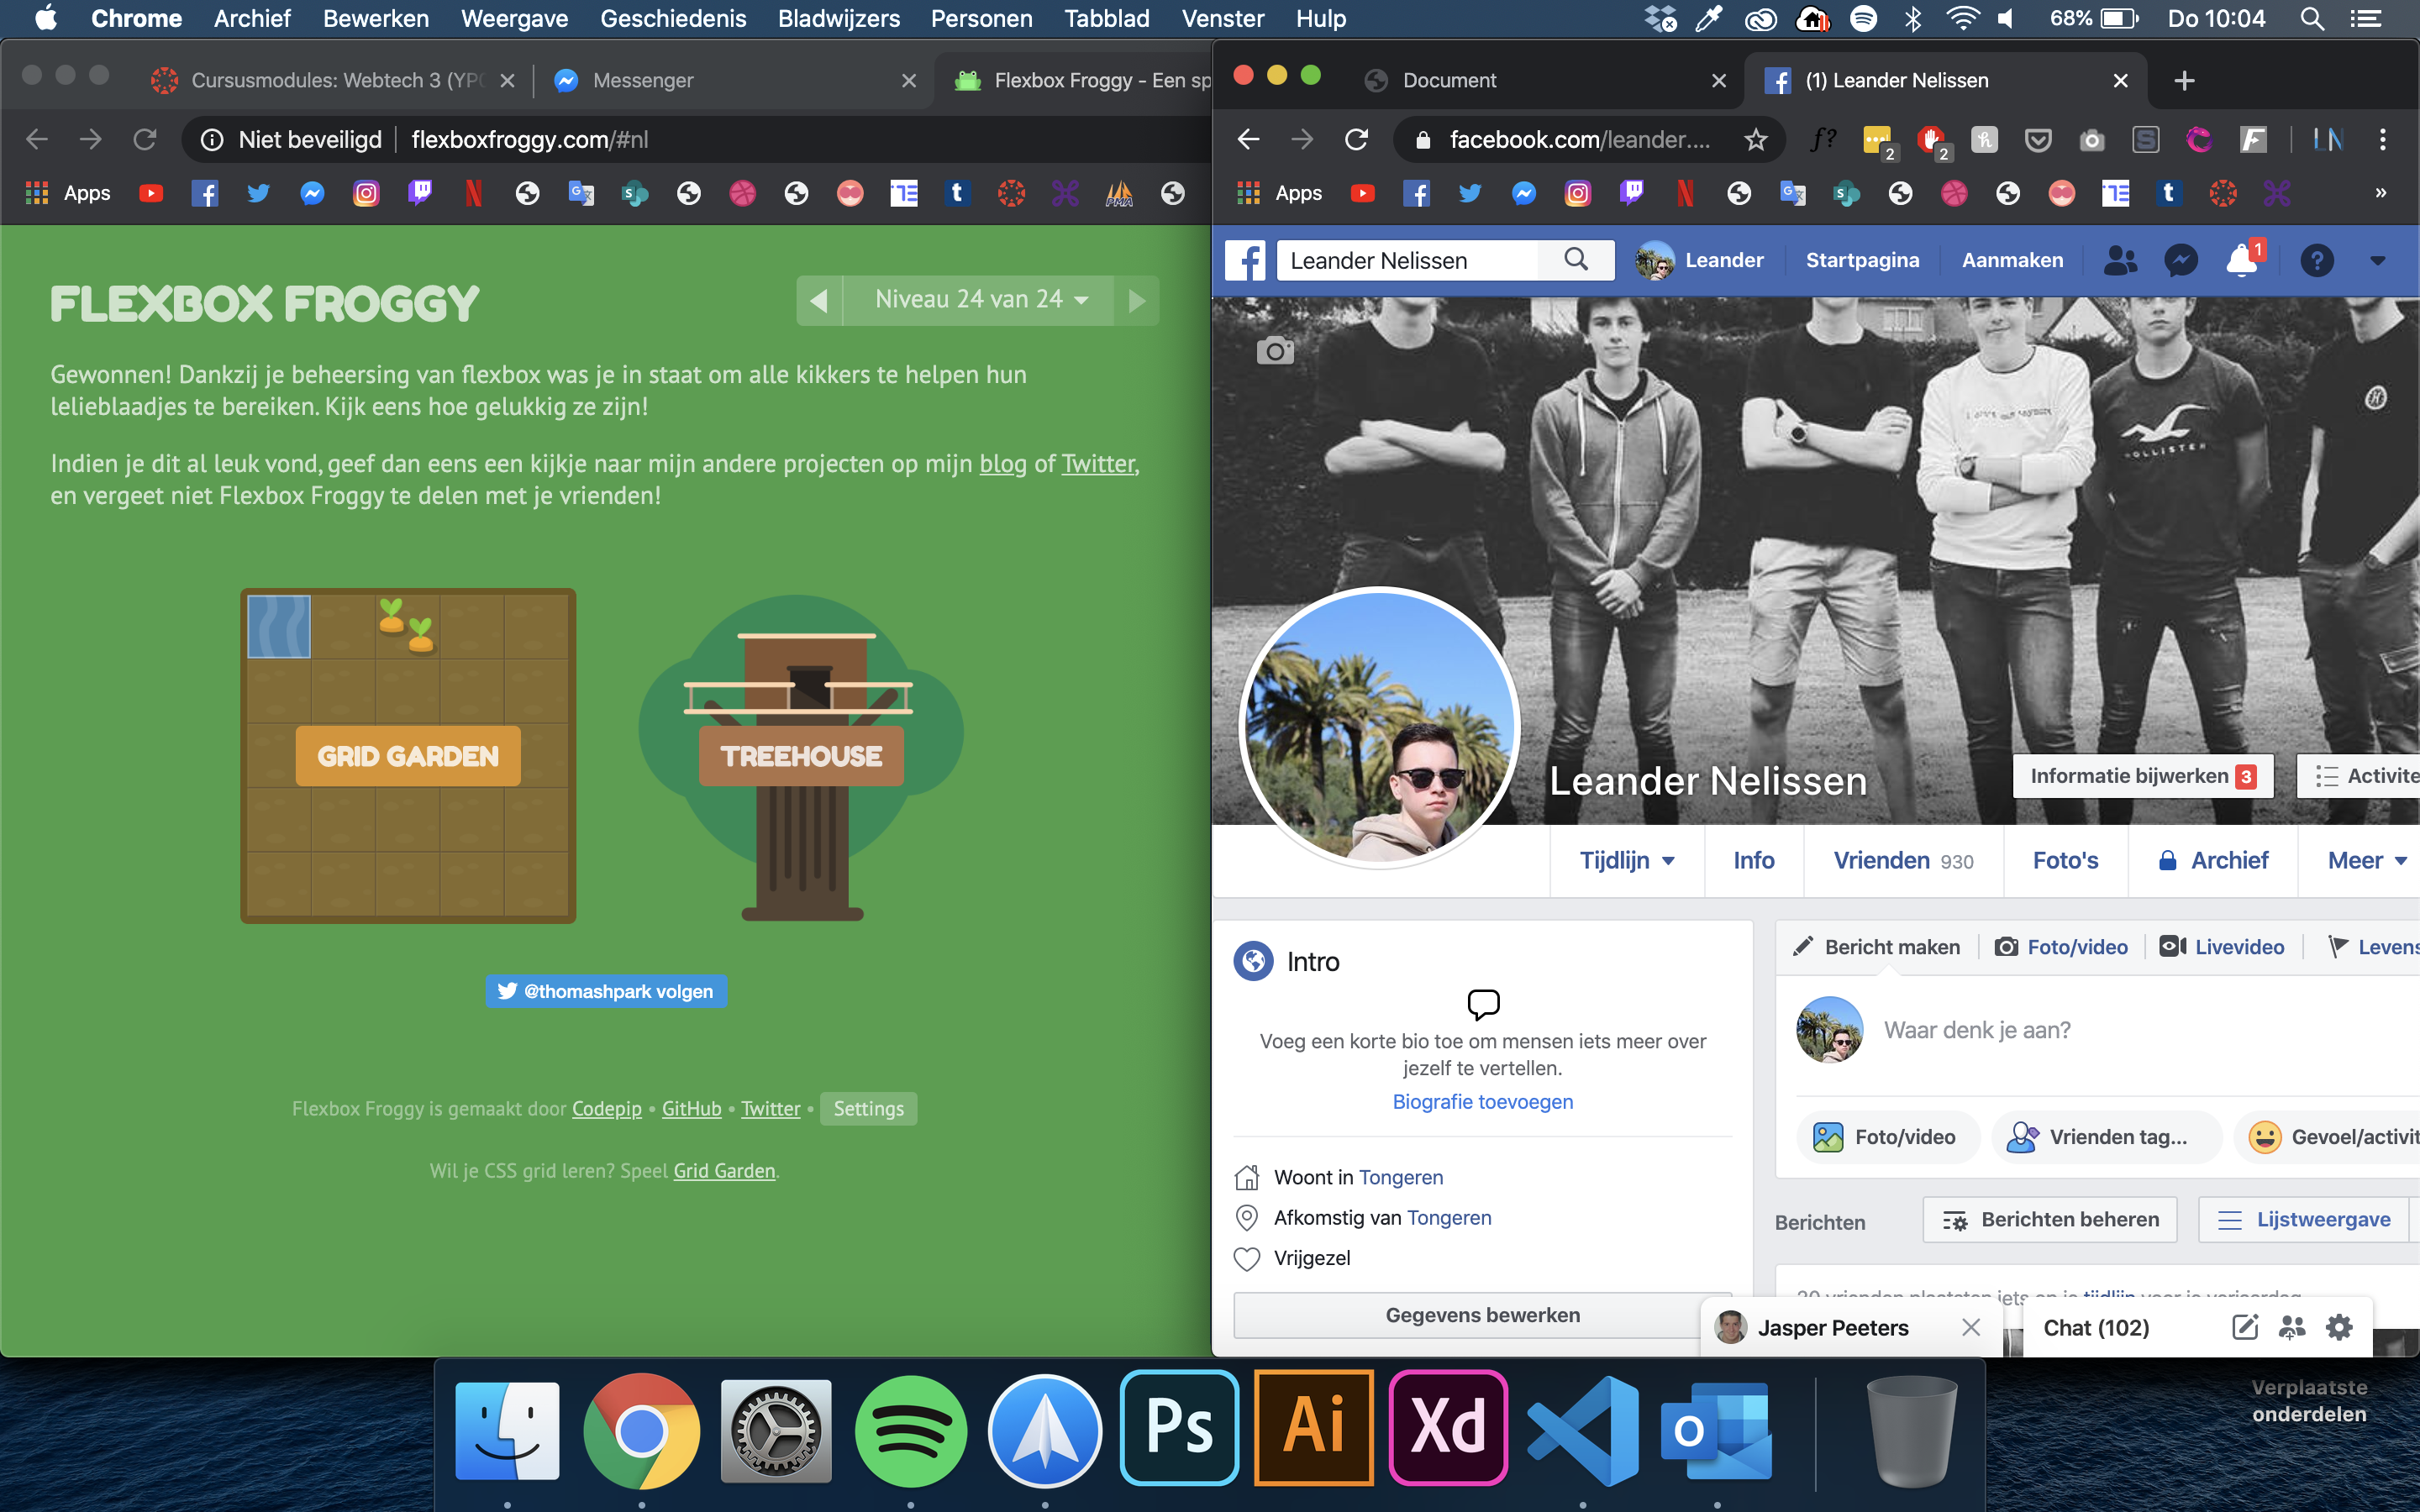 Chrome Archief Bewerken Weergave Geschiedenis Bladwijzers Personen Tabblad Venster Hulp 68% Do 10:04
Cursusmodules: Webtech 3 (YP
Messenger
Flexbox Froggy - Een sp
Niet beveiligd flexboxfroggy.com/#nl
Apps
PMA
FLEXBOX FROGGY
Niveau 24 van 24
Gewonnen! Dankzij je beheersing van flexbox was je in staat om alle kikkers te helpen hun
lelieblaadjes te bereiken. Kijk eens hoe gelukkig ze zijn!
Indien je dit al leuk vond, geef dan eens een kijkje naar mijn andere projecten op mijn blog of Twitter,
en vergeet niet Flexbox Froggy te delen met je vrienden!
GRID GARDEN
TREEHOUSE
@thomashpark volgen
Flexbox Froggy is gemaakt door Codepip • GitHub • Twitter • Settings
Wil je CSS grid leren? Speel Grid Garden.
Document
(1) Leander Nelissen
facebook.com/leander....
f?
2
2
LN
Apps
Leander Nelissen
Leander
Startpagina
Aanmaken
1
HOLLISTER
Leander Nelissen
Informatie bijwerken 3
Activite
Tijdlijn
Info
Vrienden 930
Foto's
Archief
Meer
Intro
Voeg een korte bio toe om mensen iets meer over
jezelf te vertellen.
Biografie toevoegen
Woont in Tongeren
Afkomstig van Tongeren
Vrijgezel
Gegevens bewerken
Bericht maken
Foto/video
Livevideo
Levens
Waar denk je aan?
Foto/video
Vrienden tag...
Gevoel/activit
Berichten
Berichten beheren
Lijstweergave
Jasper Peeters
Chat (102)
Ps
Ai
Xd
O
Verplaatste
onderdelen